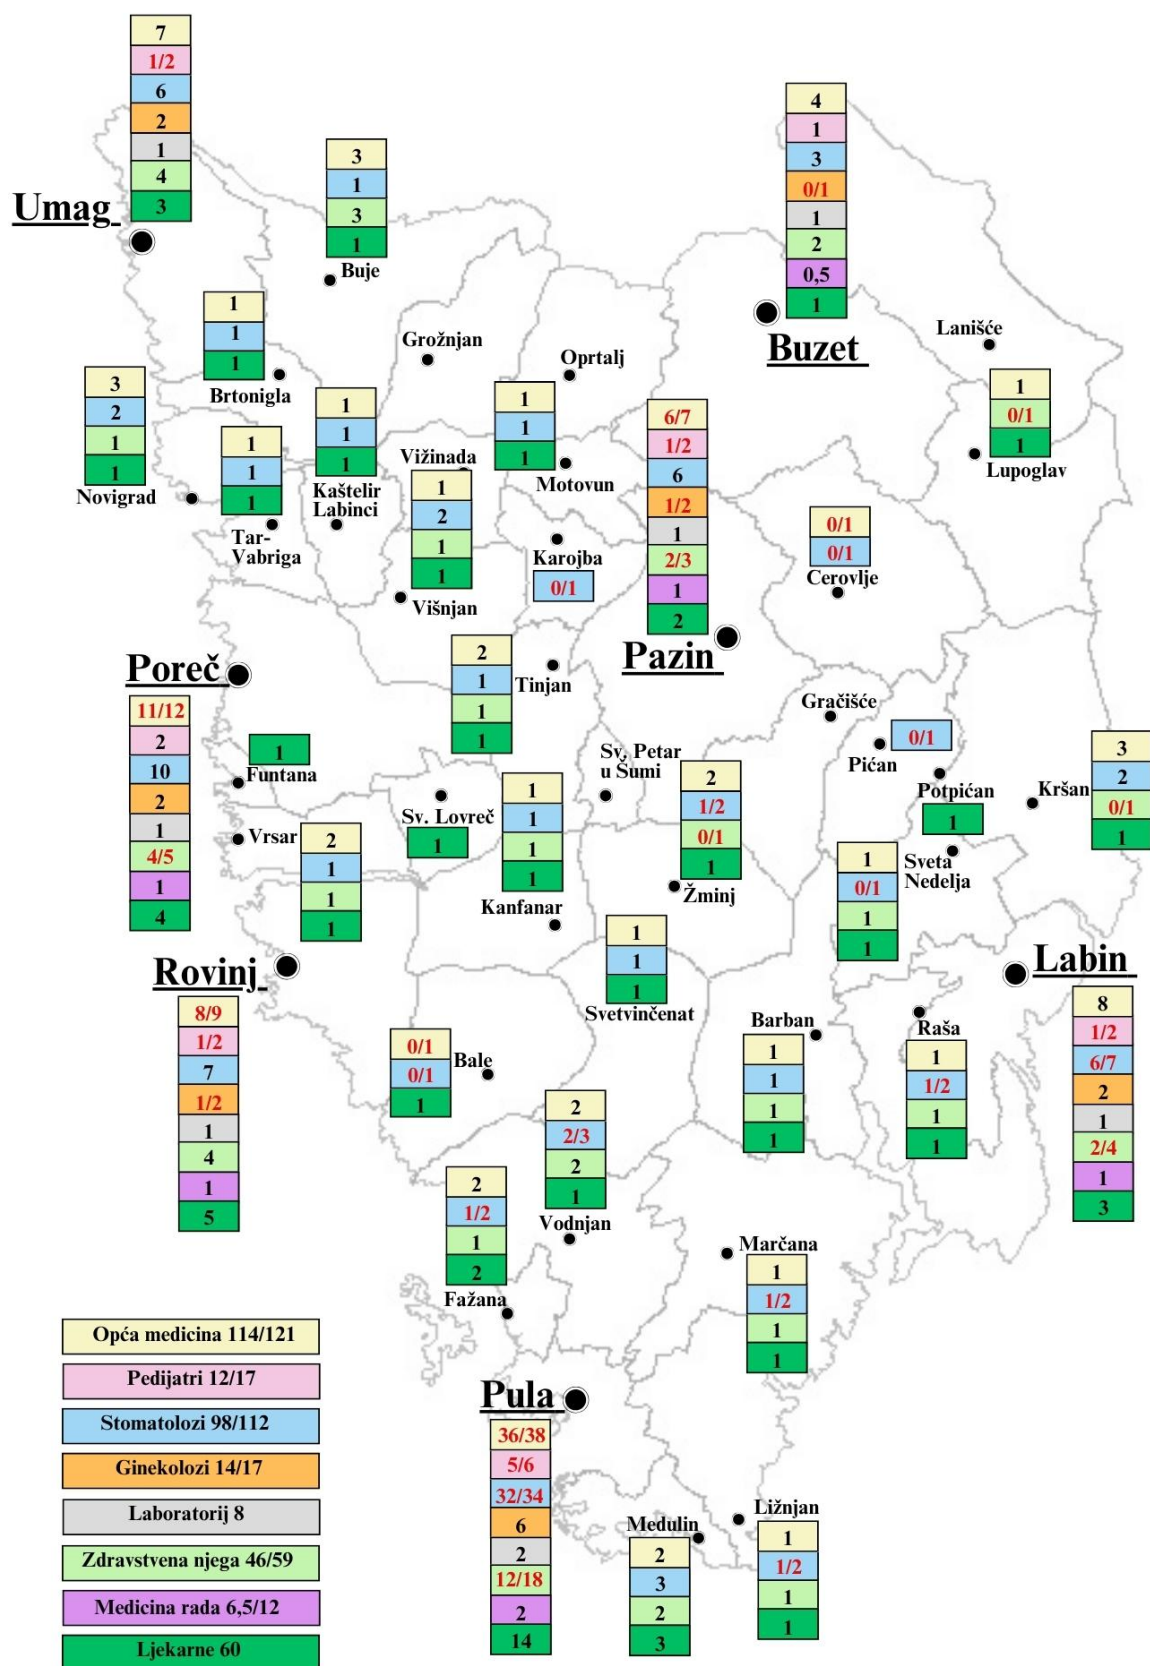 7
1/2
6
2
1
4
3
Umag
3
1
3
1
Buje
4
1
3
0/1
1
2
0,5
1
Buzet
Lanišće
1
0/1
1
Lupoglav
1
1
1
Brtonigla
Grožnjan
Oprtalj
3
2
1
1
Novigrad
1
1
1
Tar-
Vabriga
1
1
1
Kaštelir
Labinci
Vižinada
1
2
1
1
Višnjan
1
1
1
Motovun
Karojba
0/1
6/7
1/2
6
1/2
1
2/3
1
2
Pazin
0/1
0/1
Cerovlje
Poreč
11/12
2
10
2
1
4/5
1
4
2
1
1
1
Tinjan
1
Funtana
Vrsar
2
1
1
1
Sv. Lovreč
1
1
1
1
1
Kanfanar
Sv. Petar
u Šumi
2
1/2
0/1
1
Žminj
Gračišće
0/1
Pićan
Potpićan
1
3
2
0/1
1
Kršan
1
0/1
1
1
Sveta
Nedelja
Rovinj
8/9
1/2
7
1/2
1
4
1
5
1
1
1
Svetvinčenat
Labin
8
1/2
6/7
2
1
2/4
1
3
Raša
1
1/2
1
1
Barban
1
1
1
1
0/1
0/1
1
Bale
2
2/3
2
1
Vodnjan
2
1/2
1
2
Fažana
Marčana
1
1/2
1
1
Pula
36/38
5/6
32/34
6
2
12/18
2
14
Medulin
2
3
2
3
Ližnjan
1
1/2
1
1
Opća medicina 114/121
Pedijatri 12/17
Stomatolozi 98/112
Ginekolozi 14/17
Laboratorij 8
Zdravstvena njega 46/59
Medicina rada 6,5/12
Ljekarne 60